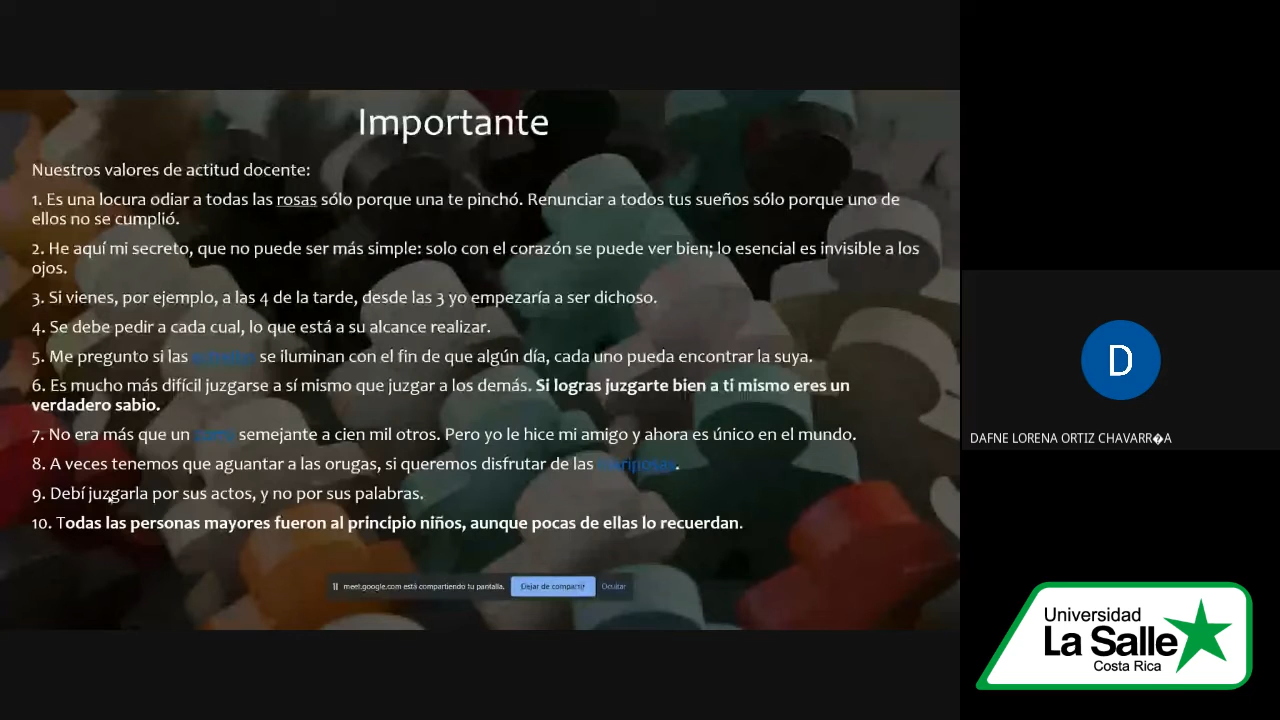 Importante
Nuestros valores de actitud docente:
1. Es una locura odiar a todas las rosas sólo porque una te pinchó. Renunciar a todos tus sueños sólo porque uno de
ellos no se cumplió.
2. He aquí mi secreto, que no puede ser más simple: solo con el corazón se puede ver bien; lo esencial es invisible a los
ojos.
3. Si vienes, por ejemplo, a las 4 de la tarde, desde las 3 yo empezaría a ser dichoso.
4. Se debe pedir a cada cual, lo que está a su alcance realizar.
5. Me pregunto si las se iluminan con el fin de que algún día, cada uno pueda encontrar la suya.
6. Es mucho más difícil juzgarse a sí mismo que juzgar a los demás. Si logras juzgarte bien a ti mismo eres un
verdadero sabio.
7. No era más que un semejante a cien mil otros. Pero yo le hice mi amigo y ahora es único en el mundo.
8. A veces tenemos que aguantar a las orugas, si queremos disfrutar de las mariposas.
9. Debí juzgarla por sus actos, y no por sus palabras.
10. Todas las personas mayores fueron al principio niños, aunque pocas de ellas lo recuerdan.
meet.google.com está compartiendo tu pantalla. Dejar de compartir Ocultar
D
DAFNE LORENA ORTIZ CHAVARR�A
Universidad
La Salle
Costa Rica